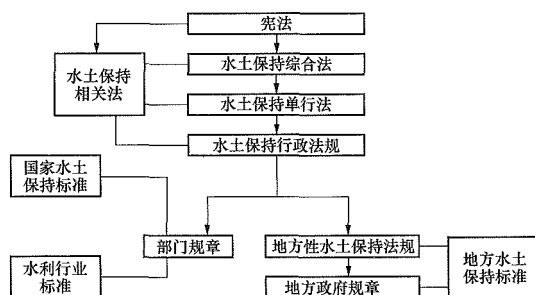 宪法
水土保持
相关法
水土保持综合法
水土保持单行法
水土保持行政法规
国家水土
保持标准
部门规章
地方性水土保持法规
地方水土
保持标准
水利行业
标准
地方政府规章